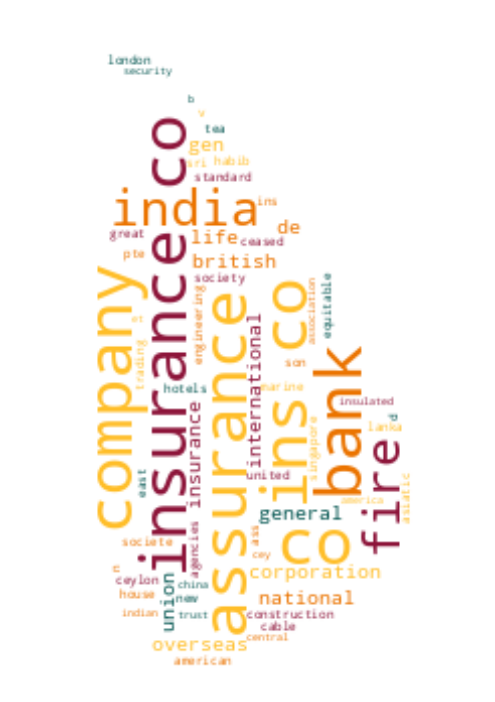 london
security
b
v
tea
gen
sri habib
standard
insurance co
india
ins
great
life
de
ceased
pte
british
society
company
engineering
assurance
ins co
association
equitable
international
trading
bank
son
hotels
marine
insulated
insurance
singapore
lanka
fire
united
east
america
asiatic
general
societe
agencies
ass
co
cey
corporation
ceylon
union
china
house
new
national
indian
trust
construction
cable
central
overseas
american